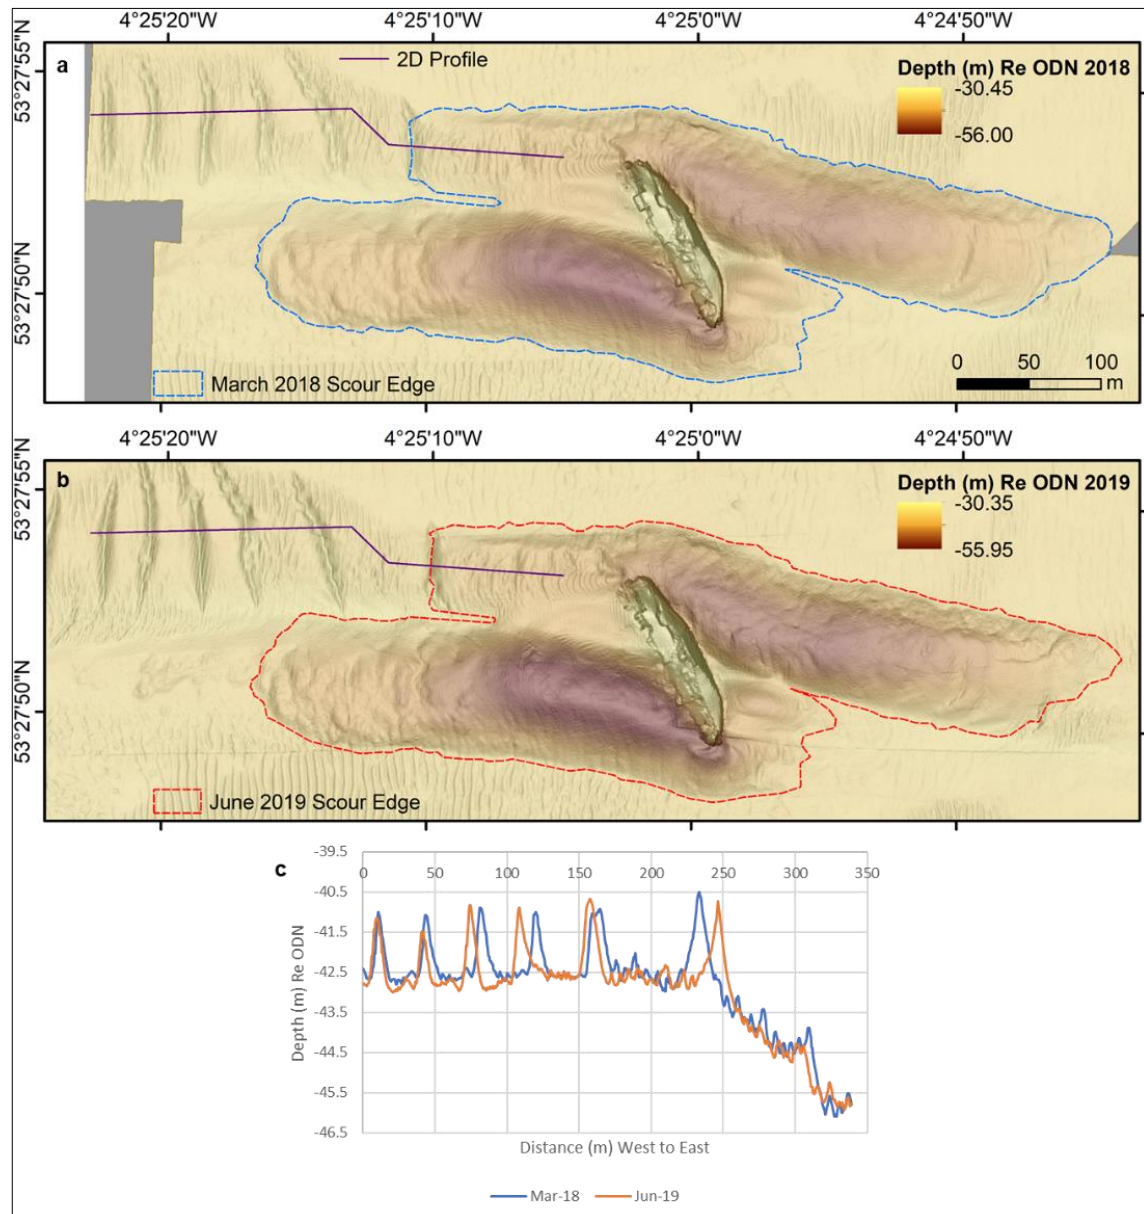 4°25'20"W 4°25'10"W 4°25'0"W 4°24'50"W
a
2D Profile
Depth (m) Re ODN 2018
-30.45
-56.00
53°27'55"N
53°27'50"N
0 50 100
m
March 2018 Scour Edge
4°25'20"W 4°25'10"W 4°25'0"W 4°24'50"W
b
Depth (m) Re ODN 2019
-30.35
-55.95
53°27'55"N
53°27'50"N
June 2019 Scour Edge
c
-39.5
0 50 100 150 200 250 300 350
-40.5
-41.5
-42.5
-43.5
-44.5
-45.5
-46.5
Depth (m) Re ODN
Distance (m) West to East
Mar-18 Jun-19